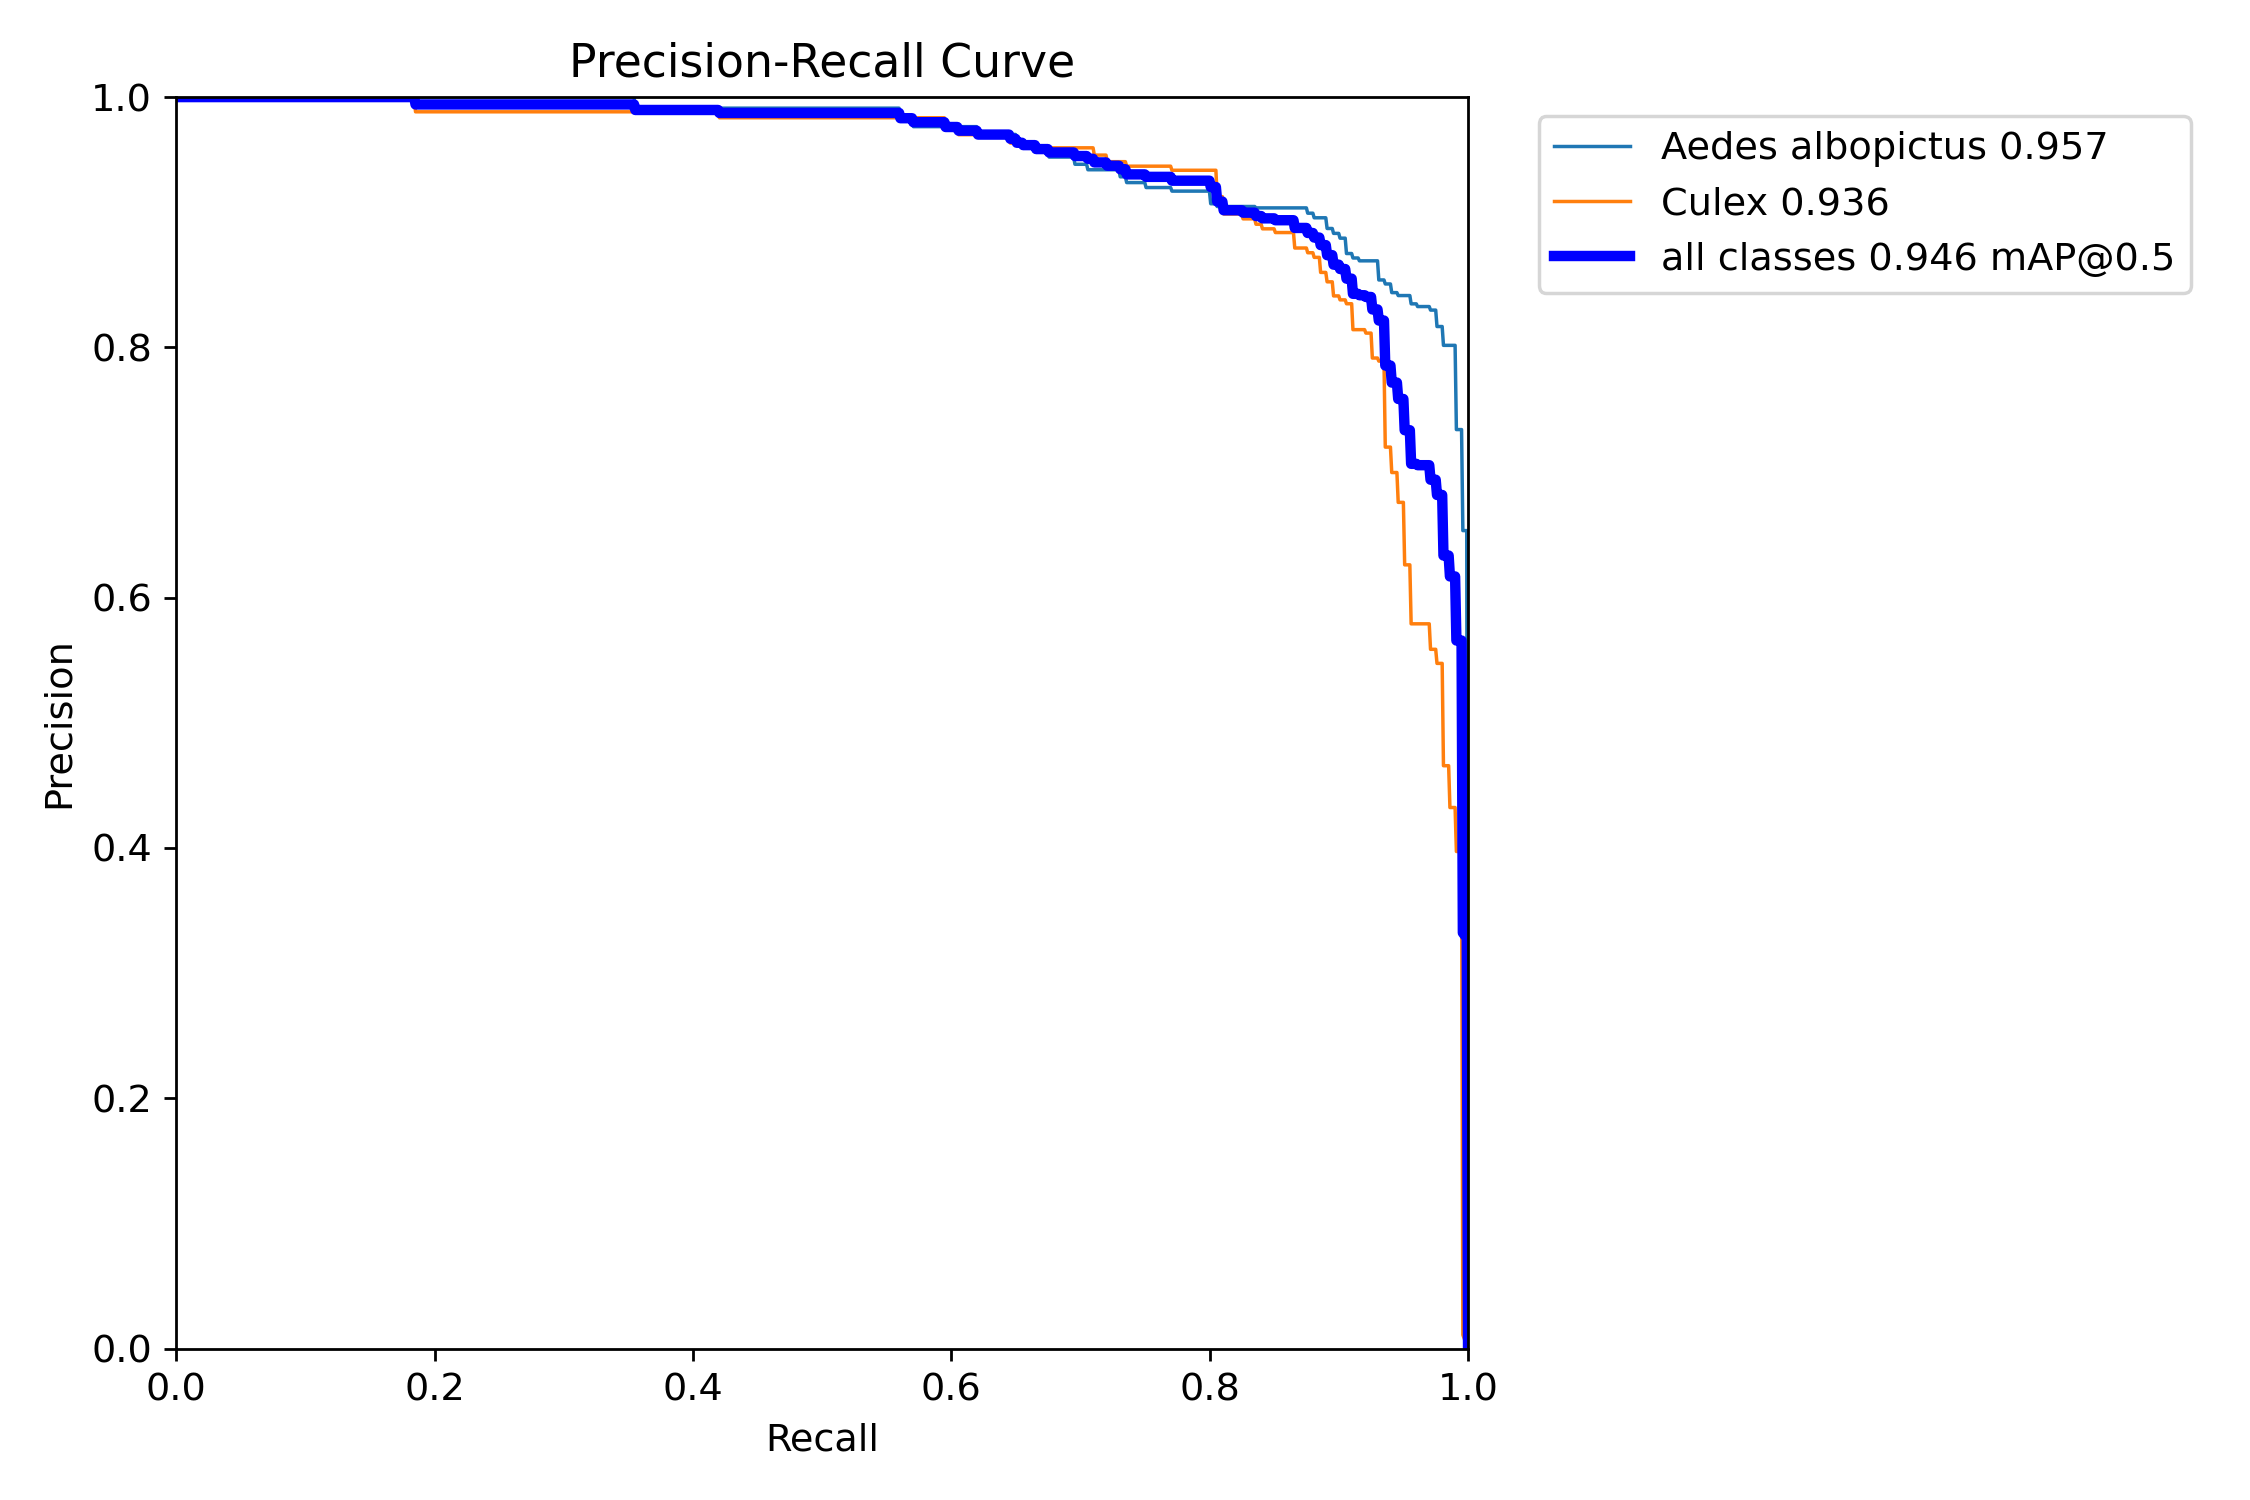 Precision-Recall Curve
1.0
0.8
0.6
0.4
0.2
0.0
Precision
0.0 0.2 0.4 0.6 0.8 1.0
Recall
Aedes albopictus 0.957
Culex 0.936
all classes 0.946 mAP@0.5